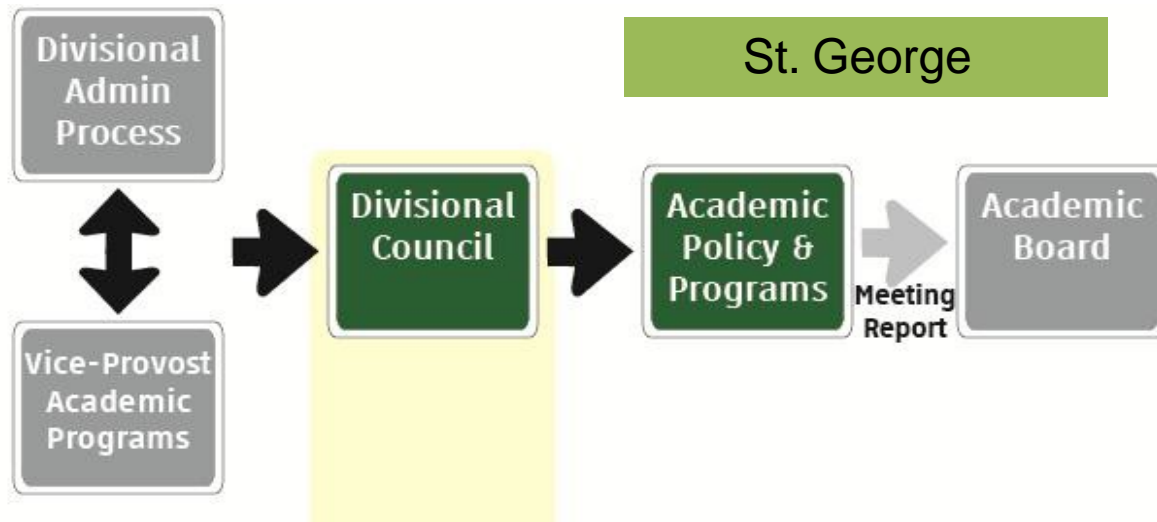 St. George
Divisional
Admin
Process
Vice-Provost
Academic
Programs
Divisional
Council
Academic
Policy &
Programs
Meeting
Report
Academic
Board